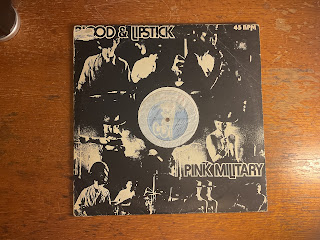 BLOOD & LIPSTICK
45 RPM
PINK MILITARY